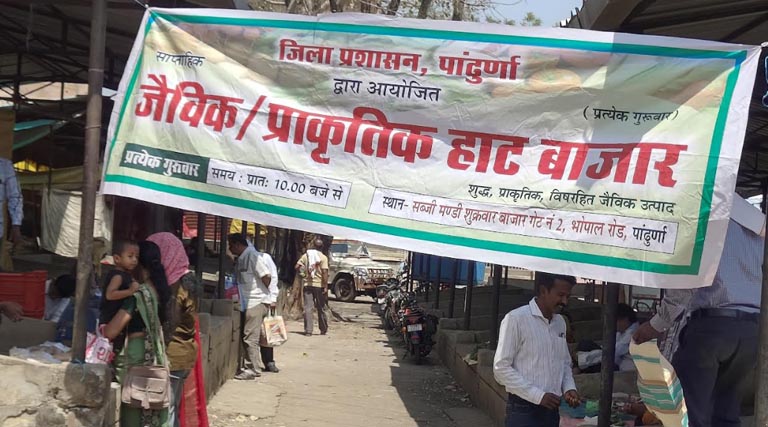 जिला प्रशासन, पांढुर्णा
साप्ताहिक
द्वारा आयोजित
( प्रत्येक गुरूवार)
जैविक / प्राकृतिक हाट बाजार
प्रत्येक गुरूवार
समय : प्रातः 10.00 बजे से
शुद्ध, प्राकृतिक, विषरहित जैविक उत्पाद
स्थान- सब्जी मण्डी शुक्रवार बाजार गेट नं 2, भोपाल रोड, पांढुर्णा